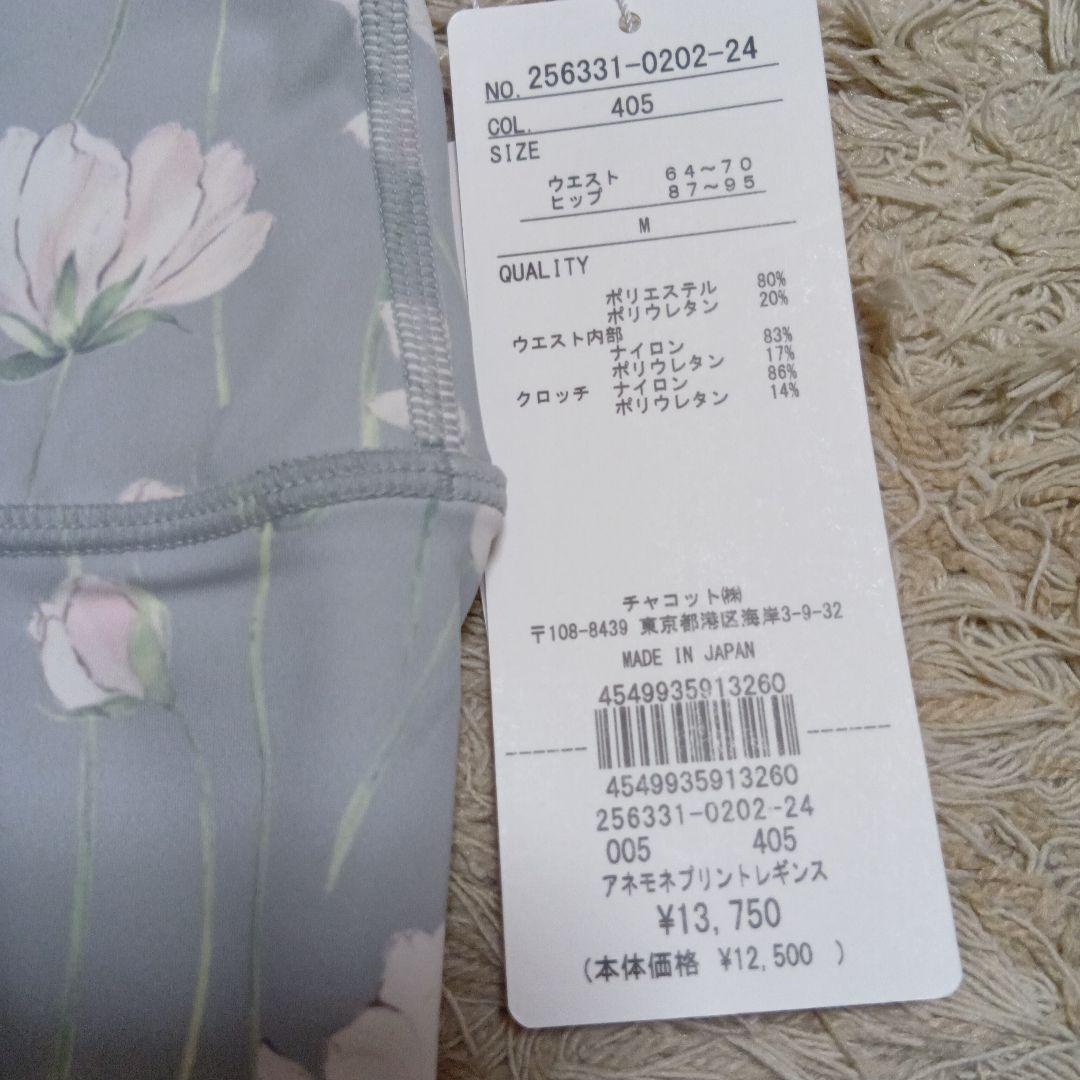 NO. 256331-0202-24
COL. 405
SIZE
ウエスト 64~70
ヒップ 87~95
M
QUALITY
ポリエステル 80%
ポリウレタン 20%
ウエスト内部
ナイロン 83%
ポリウレタン 17%
クロッチ ナイロン 86%
ポリウレタン 14%
チャコット㈱
〒108-8439 東京都港区海岸3-9-32
MADE IN JAPAN
4549935913260
4549935913260
256331-0202-24
005 405
アネモネプリントレギンス
¥13,750
(本体価格 ¥12,500 )